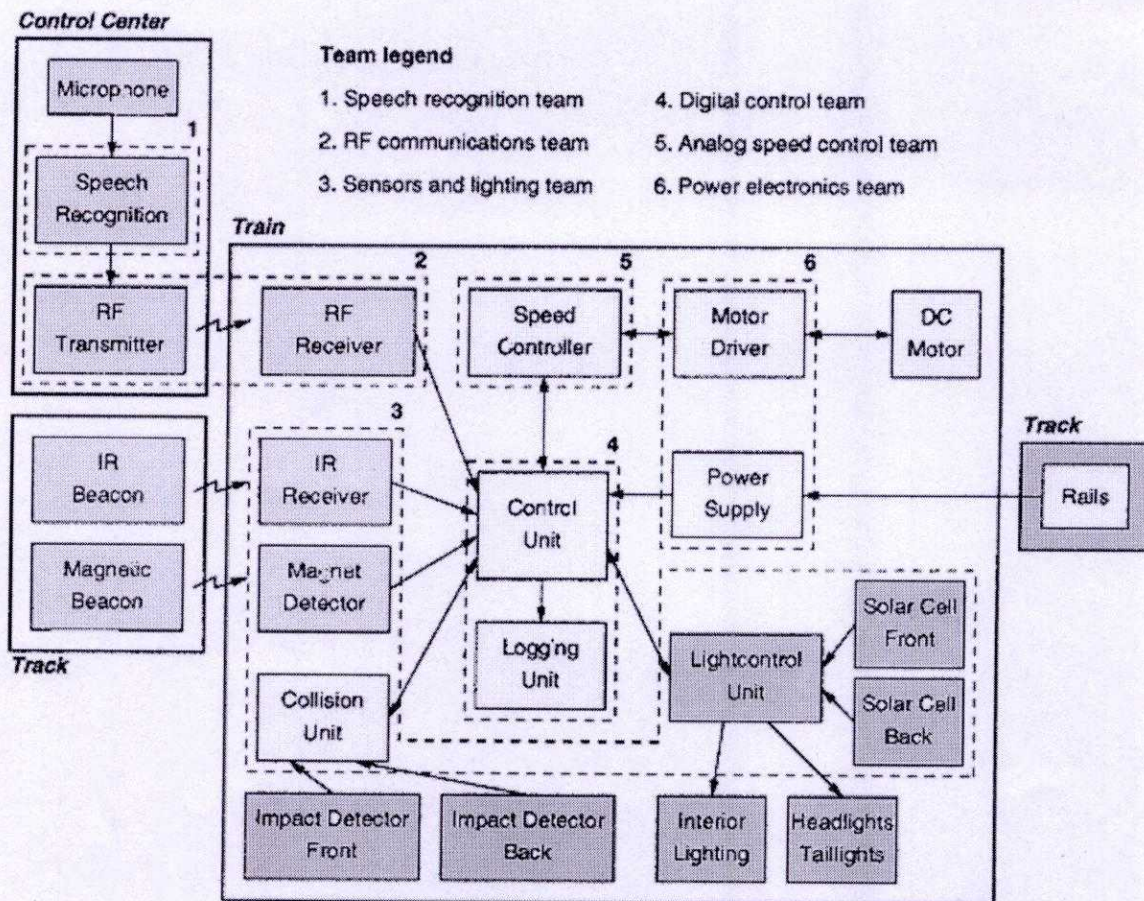 Control Center
Microphone
1
Speech
Recognition
RF
Transmitter
Team legend
1. Speech recognition team
2. RF communications team
3. Sensors and lighting team
4. Digital control team
5. Analog speed control team
6. Power electronics team
Train
2
RF
Receiver
5
Speed
Controller
6
Motor
Driver
DC
Motor
IR
Beacon
Magnetic
Beacon
Track
3
IR
Receiver
Magnet
Detector
Collision
Unit
4
Control
Unit
Logging
Unit
Power
Supply
Track
Rails
Lightcontrol
Unit
Solar Cell
Front
Solar Cell
Back
Impact Detector
Front
Impact Detector
Back
Interior
Lighting
Headlights
Taillights